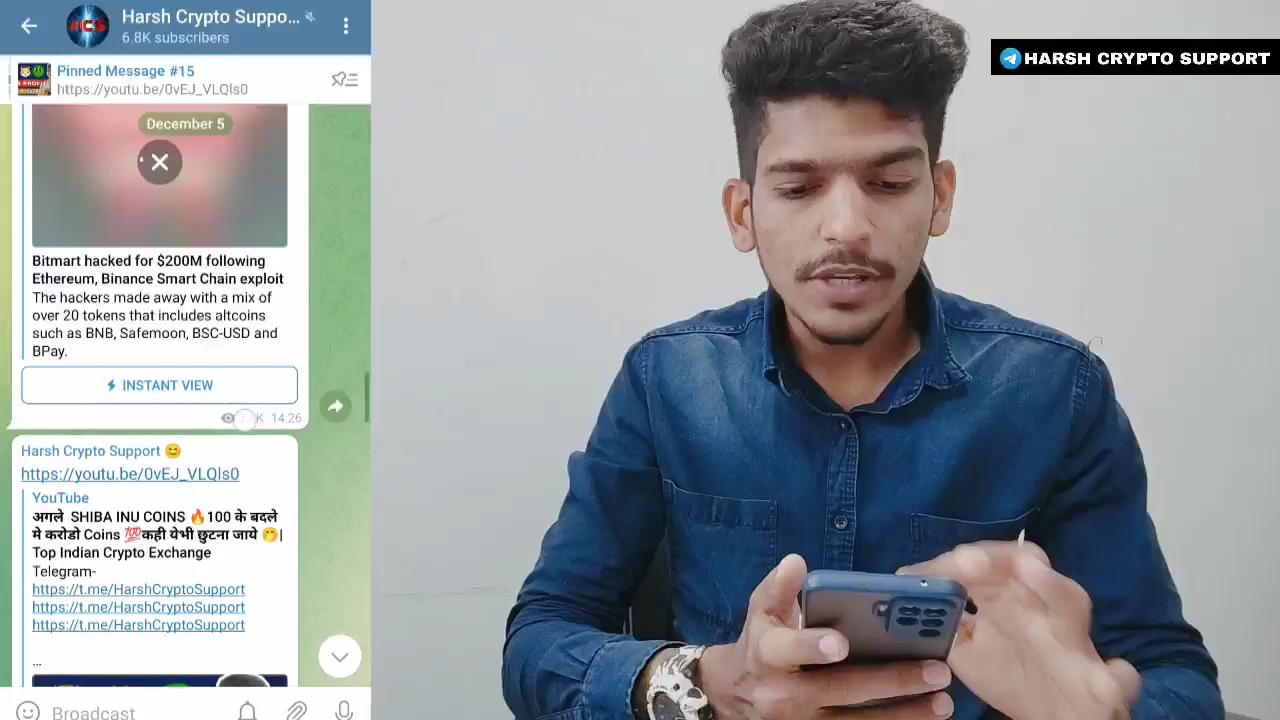 Harsh Crypto Suppo...
6.8K subscribers
HARSH CRYPTO SUPPORT
Pinned Message #15
https://youtu.be/0vEJ_VLQls0
December 5
Bitmart hacked for $200M following
Ethereum, Binance Smart Chain exploit
The hackers made away with a mix of
over 20 tokens that includes altcoins
such as BNB, Safemoon, BSC-USD and
BPay.
INSTANT VIEW
K 14.26
Harsh Crypto Support 😊
https://youtu.be/0vEJ_VLQls0
YouTube
अगले SHIBA INU COINS 🔥100 के बदले
मे करोडो Coins 💯कही येभी छुटना जाये 🤭|
Top Indian Crypto Exchange
Telegram-
https://t.me/HarshCryptoSupport
https://t.me/HarshCryptoSupport
https://t.me/HarshCryptoSupport
...
Broadcast